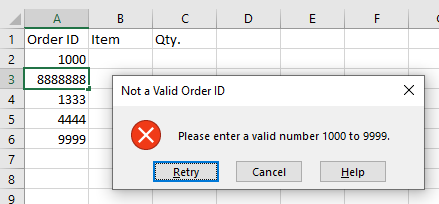 A B C D E F G
1 Order ID Item Qty.
2 1000
3 8888888
4 1333
5 4444
6 9999
7
8
9
Not a Valid Order ID
Please enter a valid number 1000 to 9999.
Retry Cancel Help